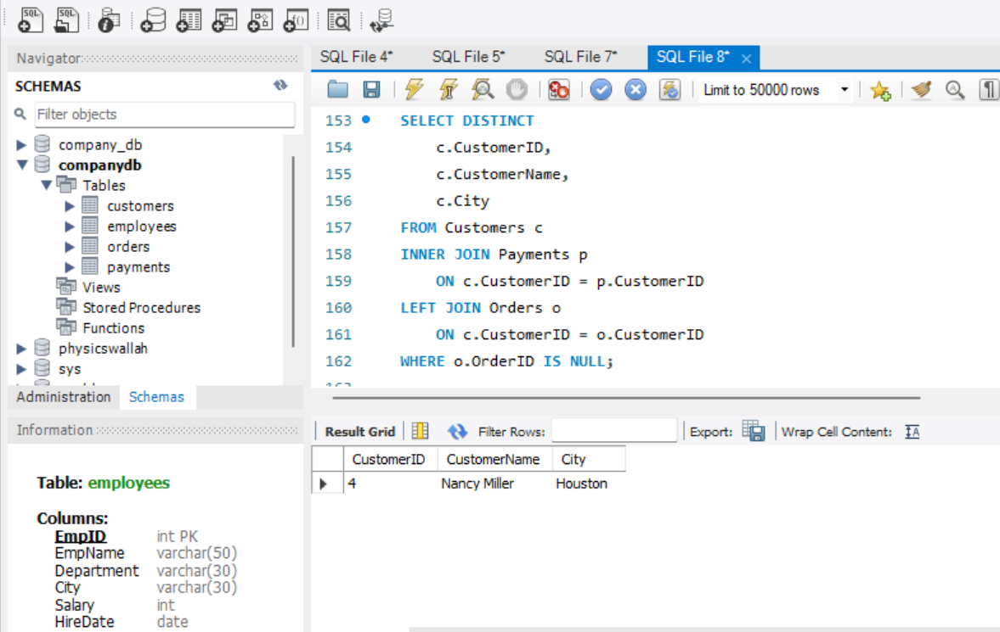 Navigator
SCHEMAS
Filter objects
company_db
companydb
Tables
customers
employees
orders
payments
Views
Stored Procedures
Functions
physicswallah
sys
Administration Schemas
Information
Table: employees
Columns:
EmpID int PK
EmpName varchar(50)
Department varchar(30)
City varchar(30)
Salary int
HireDate date
SQL File 4* SQL File 5* SQL File 7* SQL File 8*
Limit to 50000 rows
153 SELECT DISTINCT
154 c.CustomerID,
155 c.CustomerName,
156 c.City
157 FROM Customers c
158 INNER JOIN Payments p
159 ON c.CustomerID = p.CustomerID
160 LEFT JOIN Orders o
161 ON c.CustomerID = o.CustomerID
162 WHERE o.OrderID IS NULL;
Result Grid Filter Rows: Export: Wrap Cell Content:
CustomerID CustomerName City
4 Nancy Miller Houston